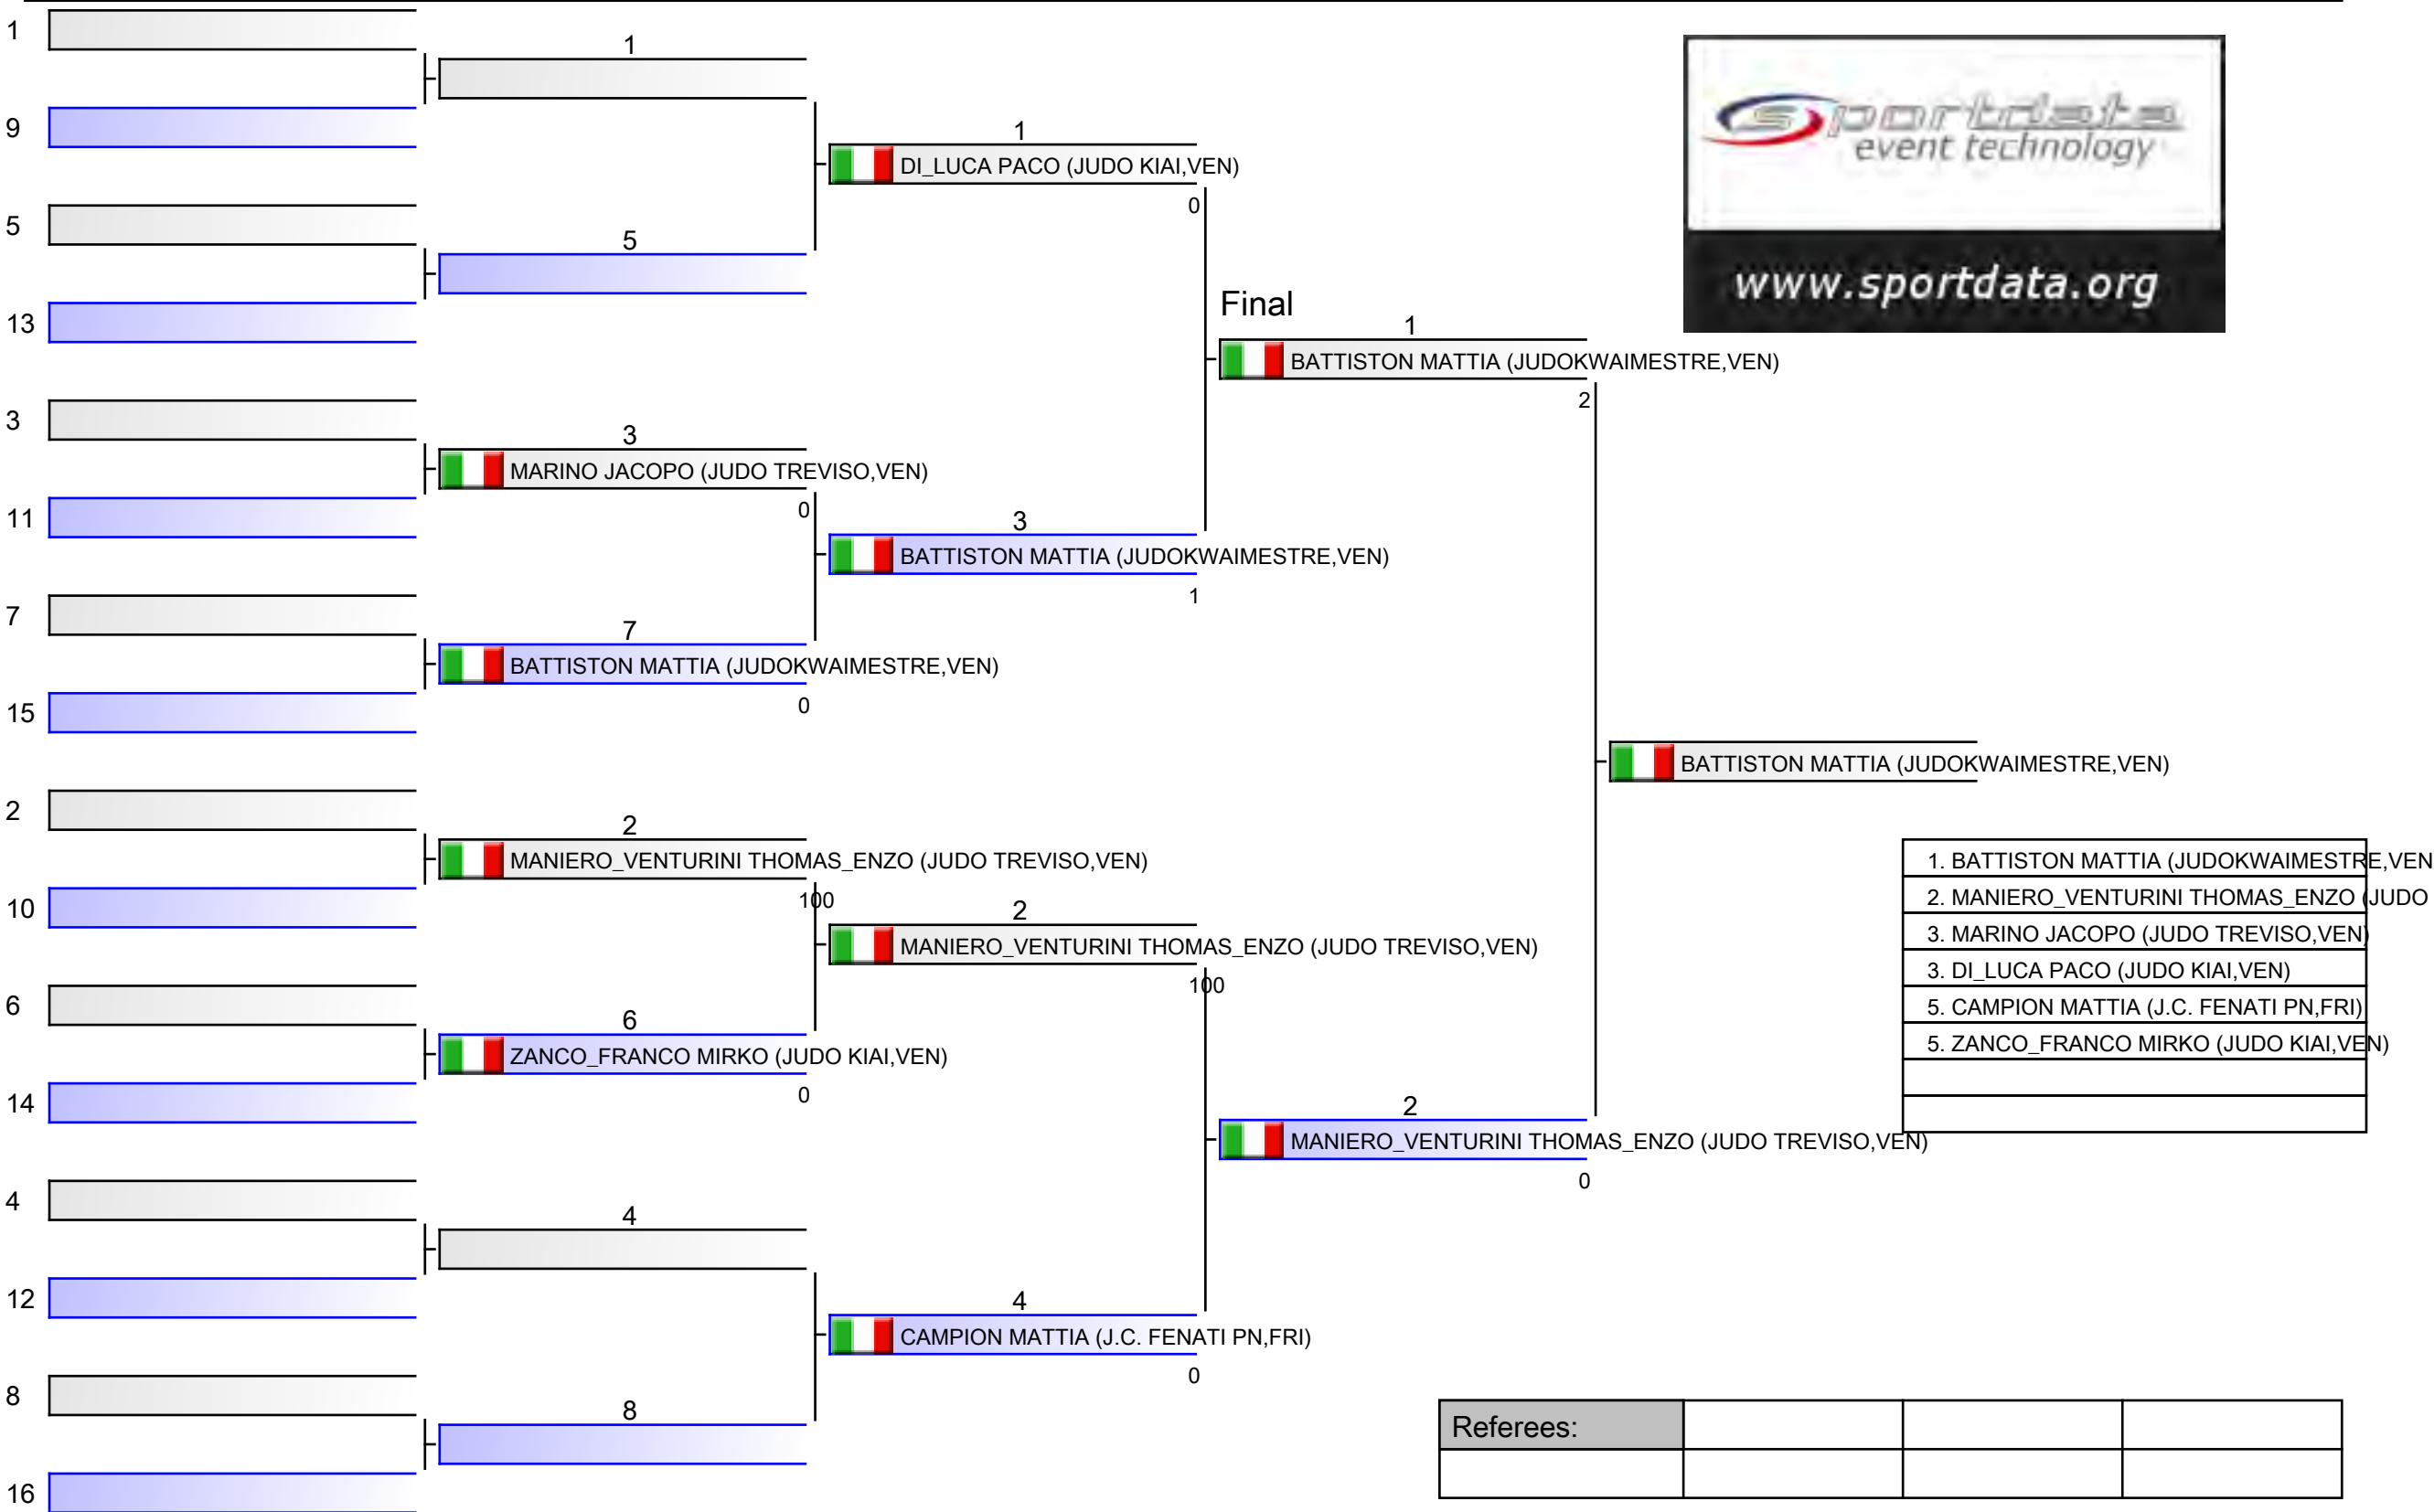 1
9
5
13
3
11
7
15
2
10
6
14
4
12
8
16
1
5
3
MARINO JACOPO (JUDO TREVISO,VEN)
0
7
BATTISTON MATTIA (JUDOKWAIMESTRE,VEN)
0
2
MANIERO_VENTURINI THOMAS_ENZO (JUDO TREVISO,VEN)
100
6
ZANCO_FRANCO MIRKO (JUDO KIAI,VEN)
0
4
8
1
DI_LUCA PACO (JUDO KIAI,VEN)
0
3
BATTISTON MATTIA (JUDOKWAIMESTRE,VEN)
1
2
MANIERO_VENTURINI THOMAS_ENZO (JUDO TREVISO,VEN)
100
4
CAMPION MATTIA (J.C. FENATI PN,FRI)
0
Final
1
BATTISTON MATTIA (JUDOKWAIMESTRE,VEN)
2
2
MANIERO_VENTURINI THOMAS_ENZO (JUDO TREVISO,VEN)
0
BATTISTON MATTIA (JUDOKWAIMESTRE,VEN)
sportdata
event technology
www.sportdata.org
1. BATTISTON MATTIA (JUDOKWAIMESTRE,VEN
2. MANIERO_VENTURINI THOMAS_ENZO (JUDO
3. MARINO JACOPO (JUDO TREVISO,VEN)
3. DI_LUCA PACO (JUDO KIAI,VEN)
5. CAMPION MATTIA (J.C. FENATI PN,FRI)
5. ZANCO_FRANCO MIRKO (JUDO KIAI,VEN)
Referees: